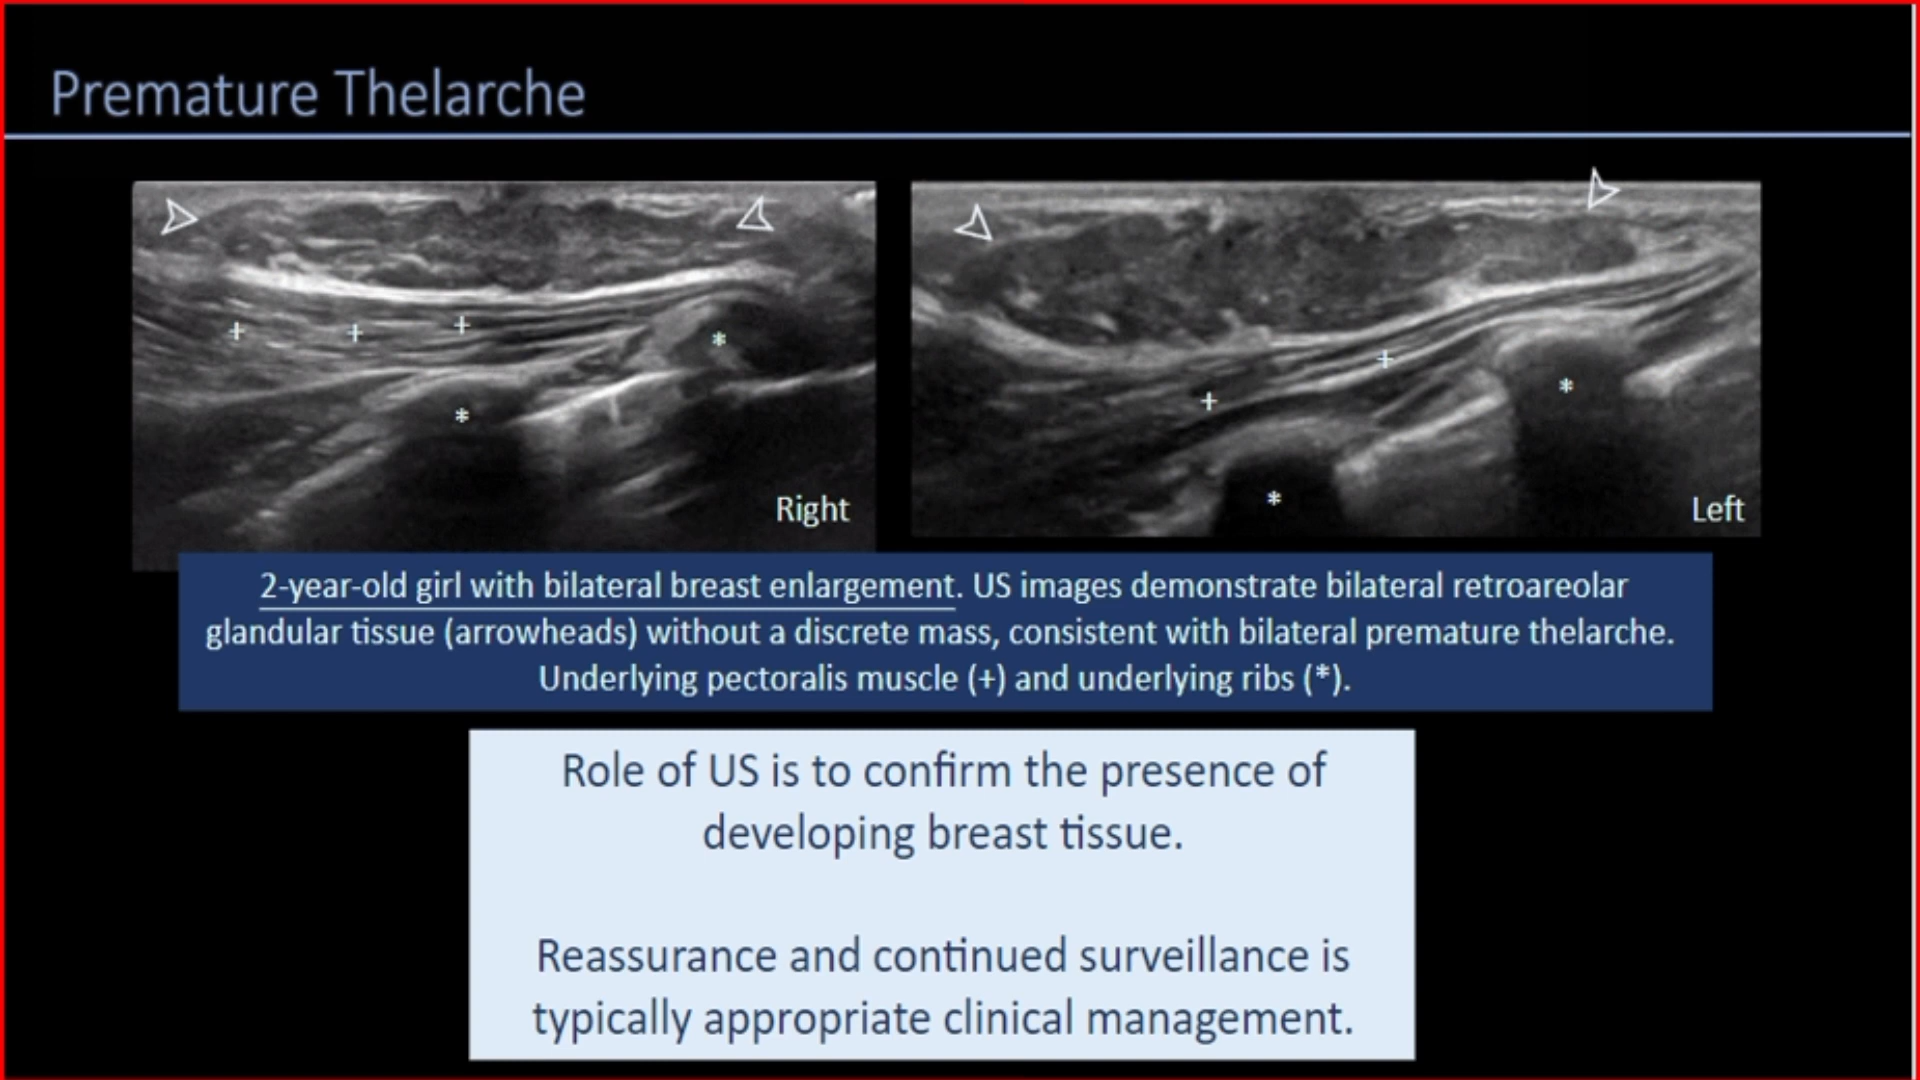 Premature Thelarche
+ + + * *
Right
+ + * *
Left
2-year-old girl with bilateral breast enlargement. US images demonstrate bilateral retroareolar
glandular tissue (arrowheads) without a discrete mass, consistent with bilateral premature thelarche.
Underlying pectoralis muscle (+) and underlying ribs (*).
Role of US is to confirm the presence of
developing breast tissue.
Reassurance and continued surveillance is
typically appropriate clinical management.